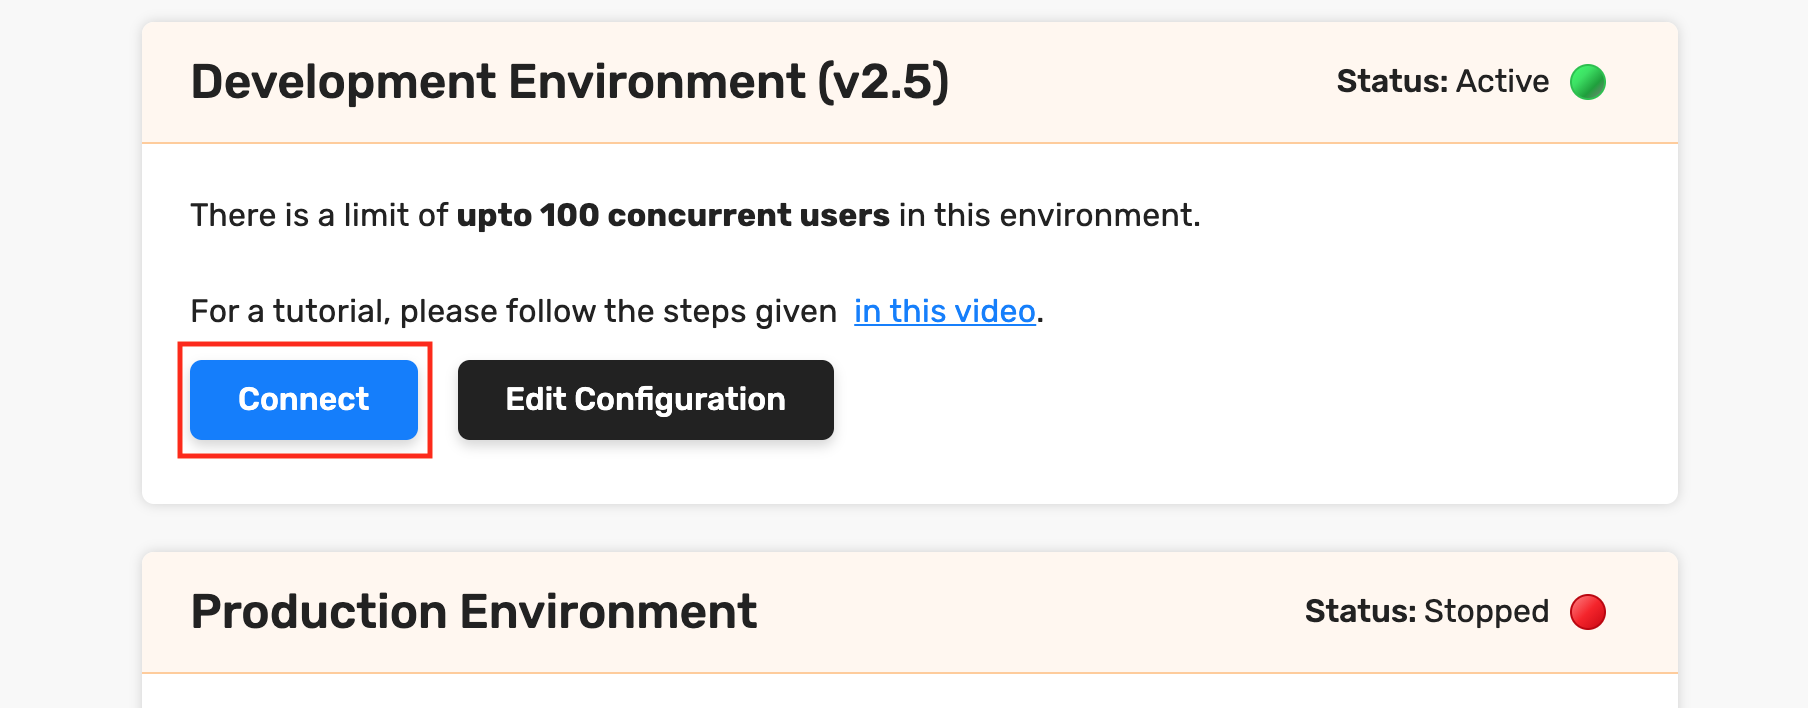 Development Environment (v2.5)
Status: Active
There is a limit of upto 100 concurrent users in this environment.
For a tutorial, please follow the steps given in this video.
Connect
Edit Configuration
Production Environment
Status: Stopped